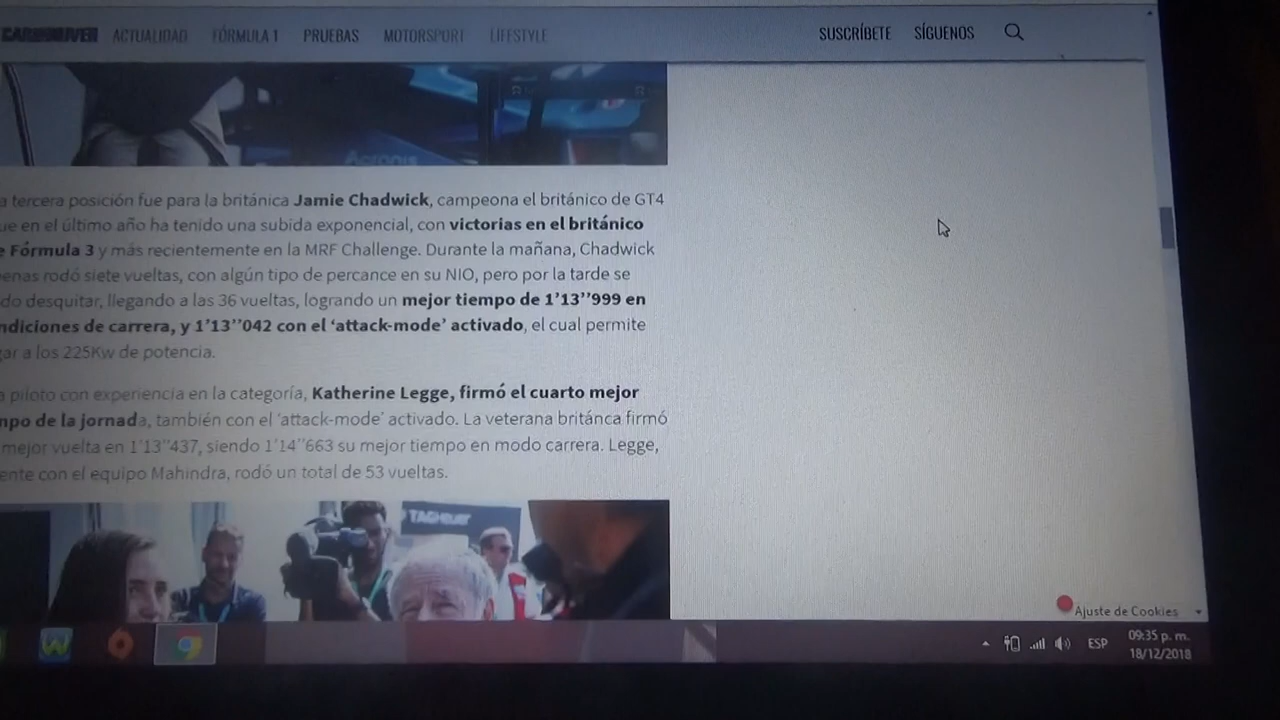 CARANDDRIVER ACTUALIDAD FÓRMULA 1 PRUEBAS MOTORSPORT LIFESTYLE SUSCRÍBETE SÍGUENOS
Acronis
a tercera posición fue para la británica Jamie Chadwick, campeona el británico de GT4
ue en el último año ha tenido una subida exponencial, con victorias en el británico
e Fórmula 3 y más recientemente en la MRF Challenge. Durante la mañana, Chadwick
enas rodó siete vueltas, con algún tipo de percance en su NIO, pero por la tarde se
do desquitar, llegando a las 36 vueltas, logrando un mejor tiempo de 1'13''999 en
ndiciones de carrera, y 1'13''042 con el 'attack-mode' activado, el cual permite
gar a los 225Kw de potencia.
a piloto con experiencia en la categoría, Katherine Legge, firmó el cuarto mejor
mpo de la jornada, también con el 'attack-mode' activado. La veterana británca firmó
mejor vuelta en 1'13''437, siendo 1'14''663 su mejor tiempo en modo carrera. Legge,
ente con el equipo Mahindra, rodó un total de 53 vueltas.
TAGHEUER
Ajuste de Cookies
ESP
09:35 p. m.
18/12/2018